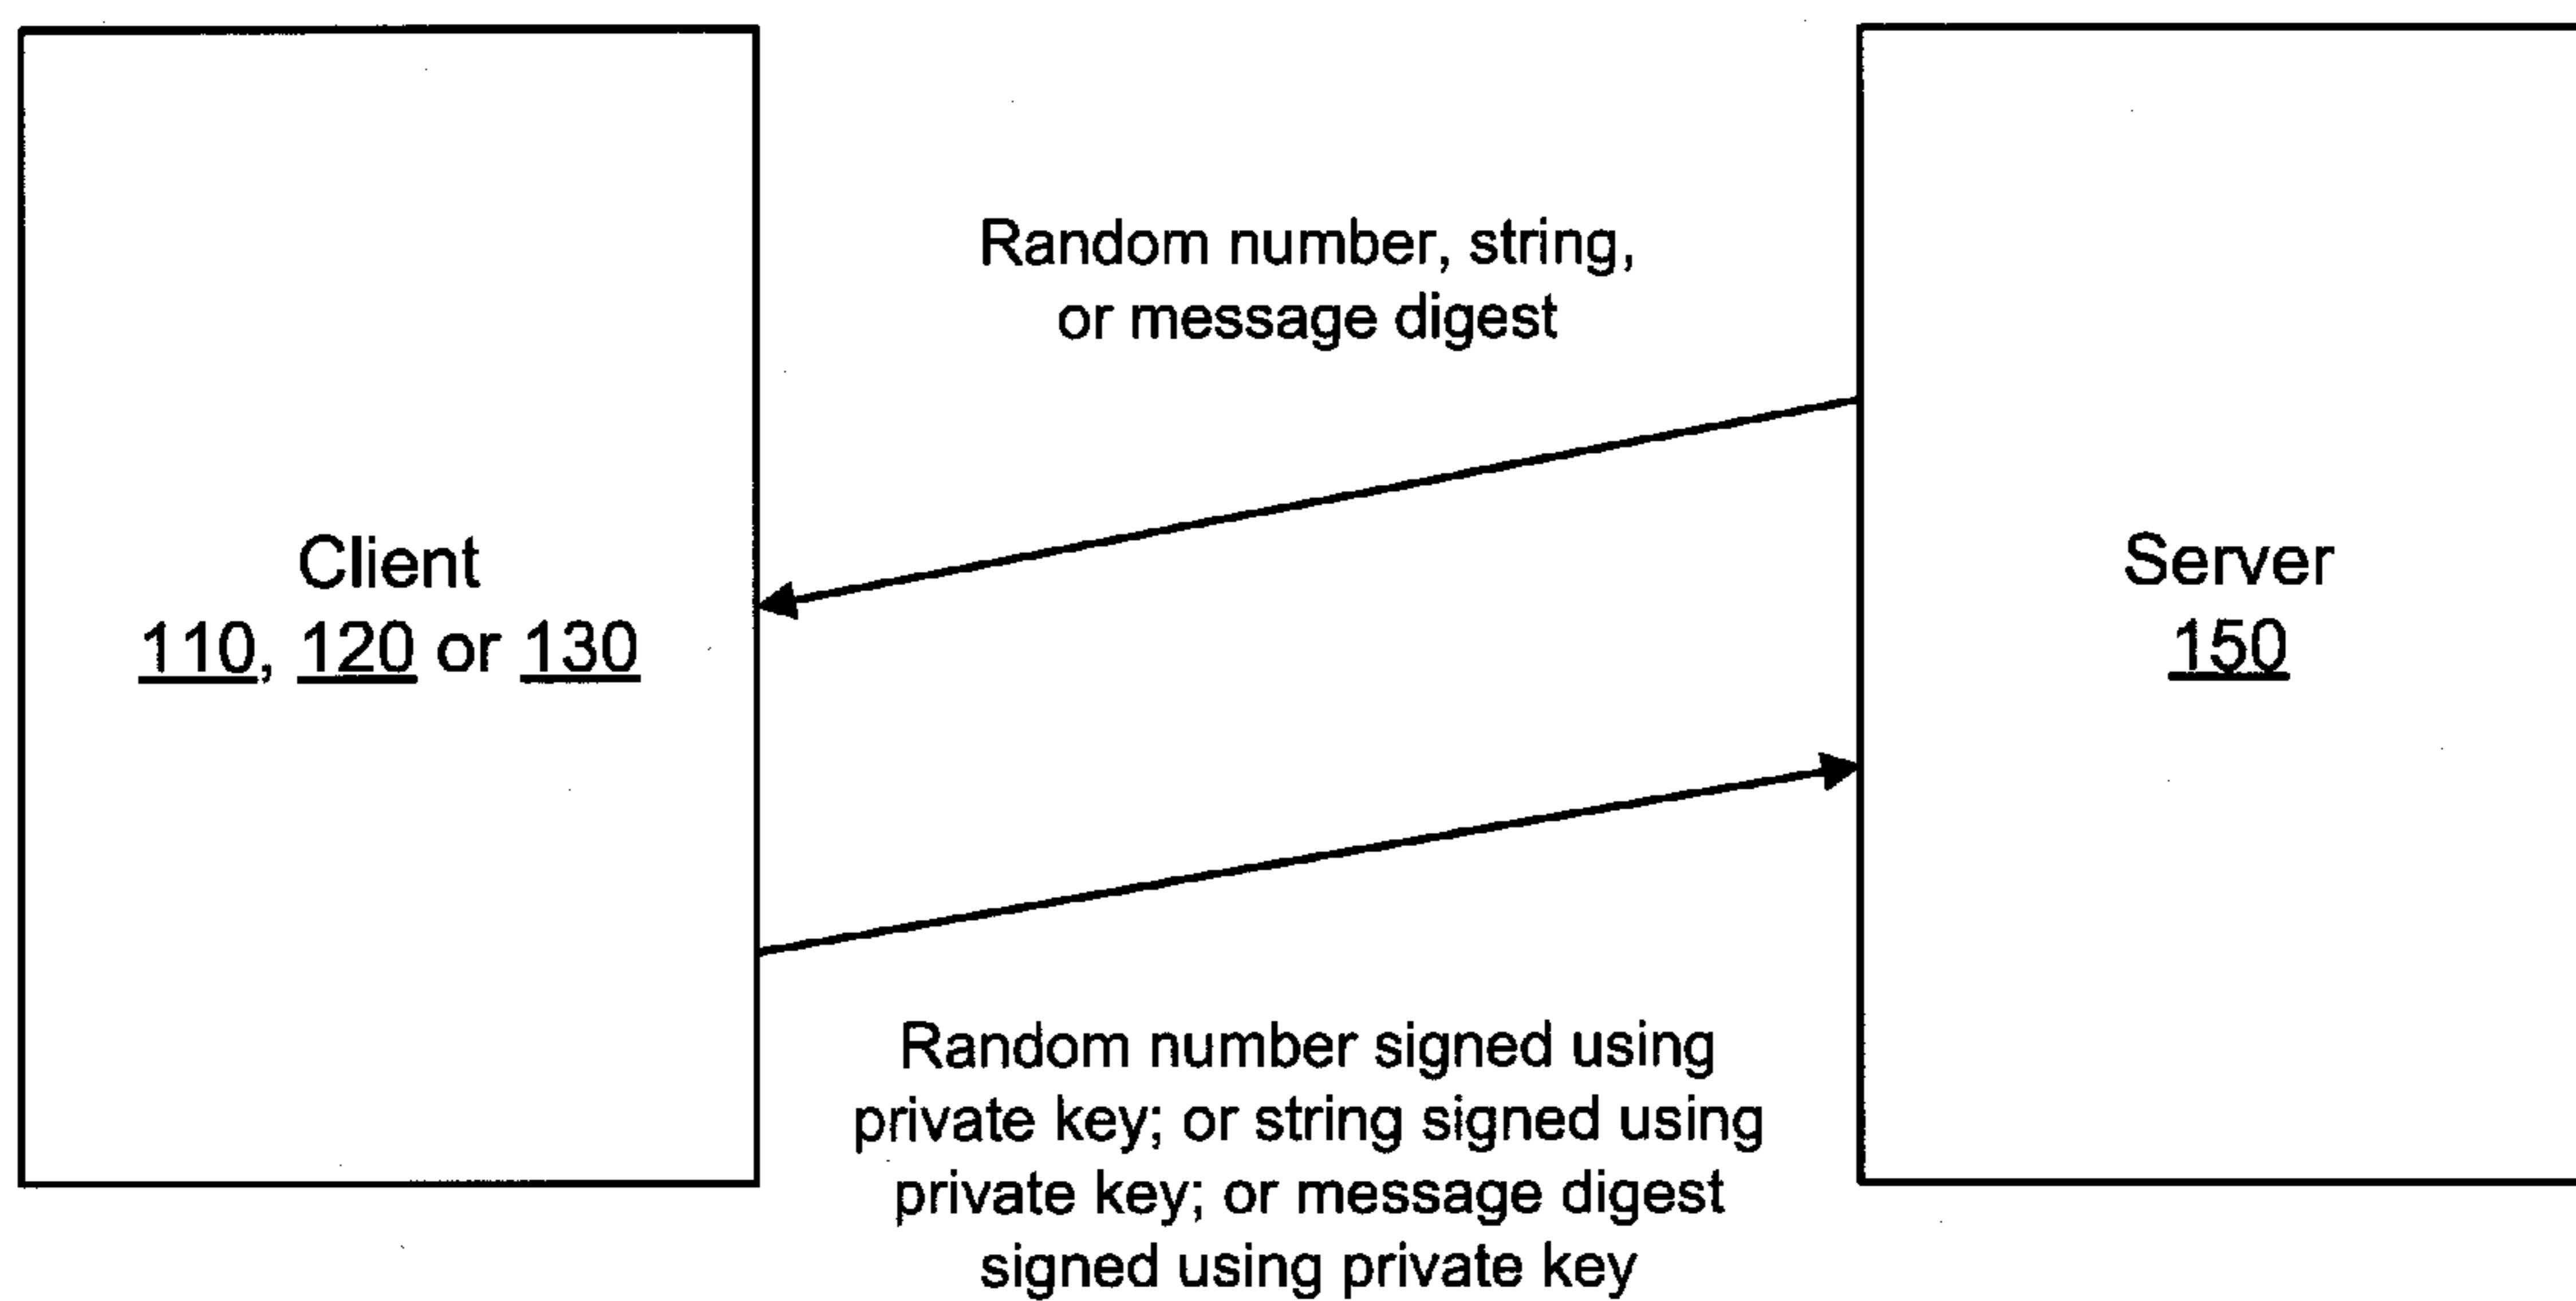 Random number, string,
or message digest
Client
110, 120 or 130
Server
150
Random number signed using
private key; or string signed using
private key; or message digest
signed using private key